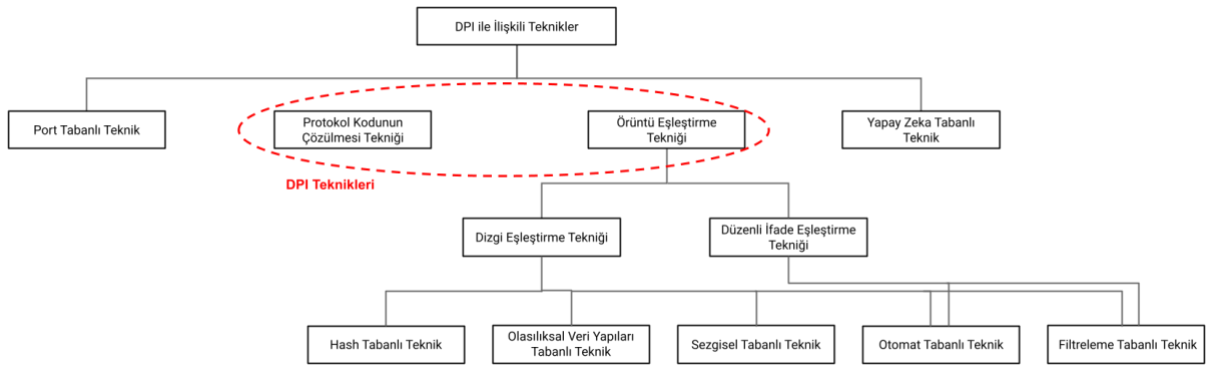 DPI ile İlişkili Teknikler
Port Tabanlı Teknik
Protokol Kodunun
Çözülmesi Tekniği
Örüntü Eşleştirme
Tekniği
Yapay Zeka Tabanlı
Teknik
DPI Teknikleri
Dizgi Eşleştirme Tekniği
Düzenli İfade Eşleştirme
Tekniği
Hash Tabanlı Teknik
Olasılıksal Veri Yapıları
Tabanlı Teknik
Sezgisel Tabanlı Teknik
Otomat Tabanlı Teknik
Filtreleme Tabanlı Teknik